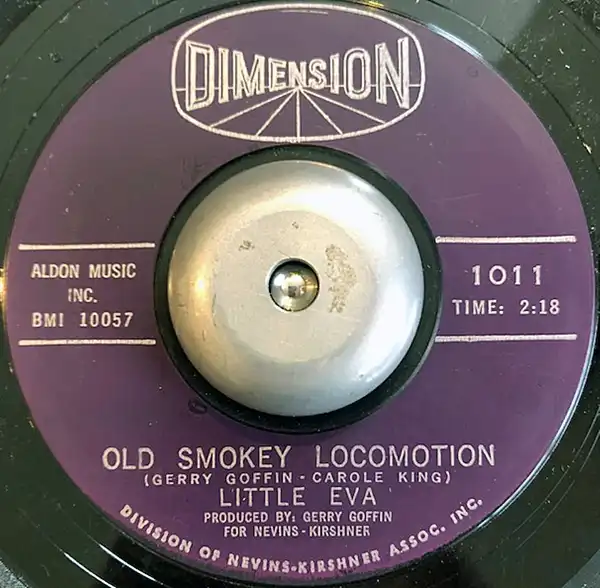 DIMENSION
ALDON MUSIC
INC.
BMI 10057
1011
TIME: 2:18
OLD SMOKEY LOCOMOTION
(GERRY GOFFIN - CAROLE KING)
LITTLE EVA
PRODUCED BY: GERRY GOFFIN
FOR NEVINS - KIRSHNER
DIVISION OF NEVINS-KIRSHNER ASSOC. INC.